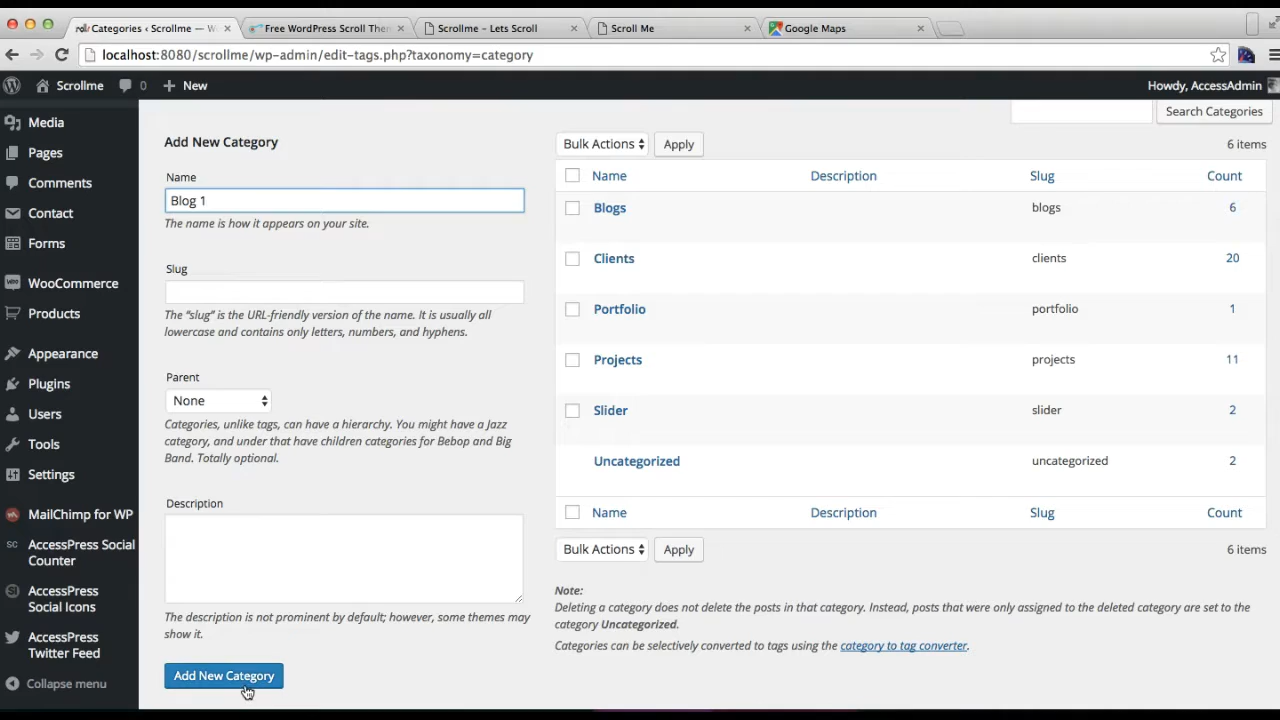 Categories ‹ Scrollme — W
Free WordPress Scroll Them
Scrollme – Lets Scroll
Scroll Me
Google Maps
localhost:8080/scrollme/wp-admin/edit-tags.php?taxonomy=category
Scrollme
0
New
Howdy, AccessAdmin
Media
Pages
Comments
Contact
Forms
WooCommerce
Products
Appearance
Plugins
Users
Tools
Settings
MailChimp for WP
SC AccessPress Social
Counter
SI AccessPress
Social Icons
AccessPress
Twitter Feed
Collapse menu
Add New Category
Name
Blog 1
The name is how it appears on your site.
Slug
The “slug” is the URL-friendly version of the name. It is usually all
lowercase and contains only letters, numbers, and hyphens.
Parent
None
Categories, unlike tags, can have a hierarchy. You might have a Jazz
category, and under that have children categories for Bebop and Big
Band. Totally optional.
Description
The description is not prominent by default; however, some themes may
show it.
Add New Category
Search Categories
Bulk Actions Apply 6 items
Name Description Slug Count
Blogs blogs 6
Clients clients 20
Portfolio portfolio 1
Projects projects 11
Slider slider 2
Uncategorized uncategorized 2
Name Description Slug Count
Bulk Actions Apply 6 items
Note:
Deleting a category does not delete the posts in that category. Instead, posts that were only assigned to the deleted category are set to the
category Uncategorized.
Categories can be selectively converted to tags using the category to tag converter.